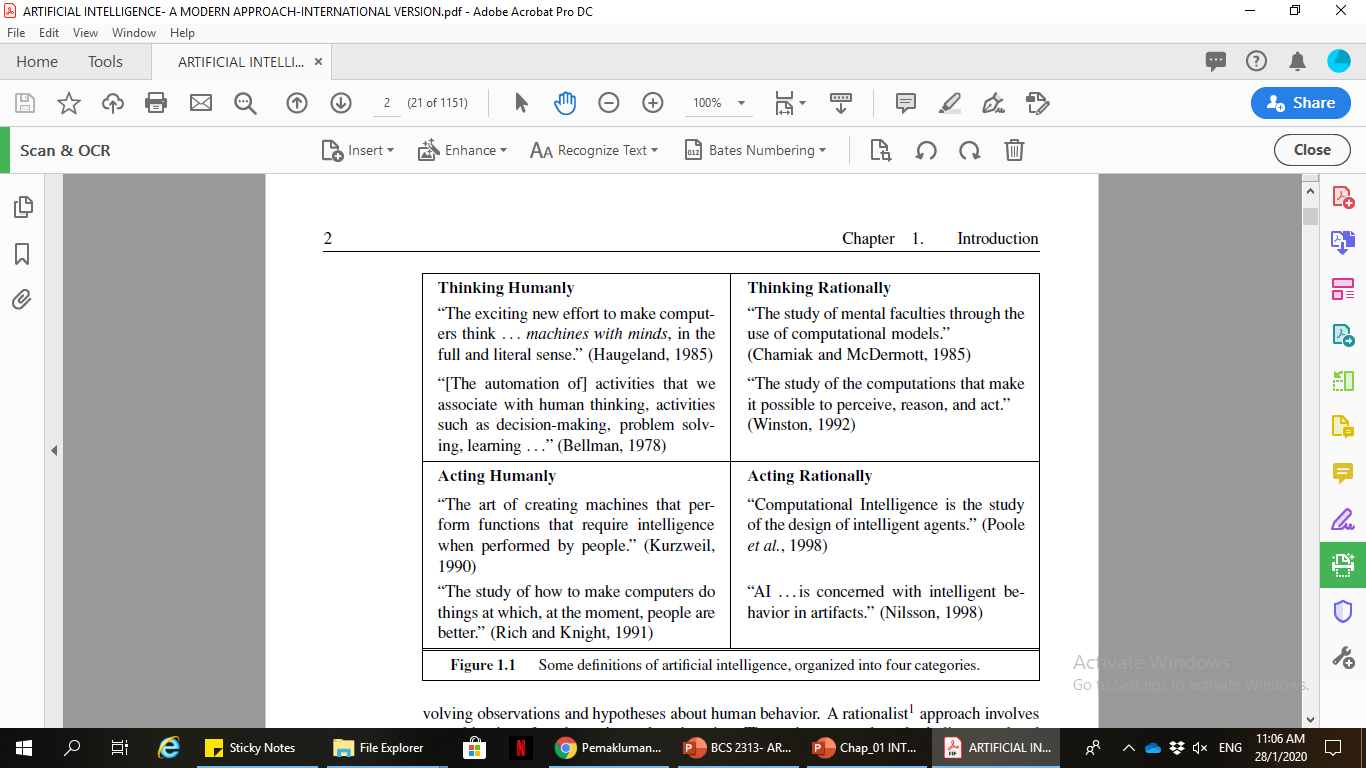 ARTIFICIAL INTELLIGENCE- A MODERN APPROACH-INTERNATIONAL VERSION.pdf - Adobe Acrobat Pro DC
File Edit View Window Help
Home Tools ARTIFICIAL INTELLI... ×
2 (21 of 1151) 100% Share
Scan & OCR Insert Enhance Recognize Text Bates Numbering Close
2 Chapter 1. Introduction
Thinking Humanly
“The exciting new effort to make comput-
ers think ... machines with minds, in the
full and literal sense.” (Haugeland, 1985)
“[The automation of] activities that we
associate with human thinking, activities
such as decision-making, problem solv-
ing, learning ...” (Bellman, 1978)
Thinking Rationally
“The study of mental faculties through the
use of computational models.”
(Charniak and McDermott, 1985)
“The study of the computations that make
it possible to perceive, reason, and act.”
(Winston, 1992)
Acting Humanly
“The art of creating machines that per-
form functions that require intelligence
when performed by people.” (Kurzweil,
1990)
“The study of how to make computers do
things at which, at the moment, people are
better.” (Rich and Knight, 1991)
Acting Rationally
“Computational Intelligence is the study
of the design of intelligent agents.” (Poole
et al., 1998)
“AI ...is concerned with intelligent be-
havior in artifacts.” (Nilsson, 1998)
Figure 1.1 Some definitions of artificial intelligence, organized into four categories.
volving observations and hypotheses about human behavior. A rationalist¹ approach involves
Activate Windows
Go to Settings to activate Windows.
Sticky Notes File Explorer N Pemakluman... BCS 2313- AR... Chap_01 INT... ARTIFICIAL IN... ENG
11:06 AM
28/1/2020